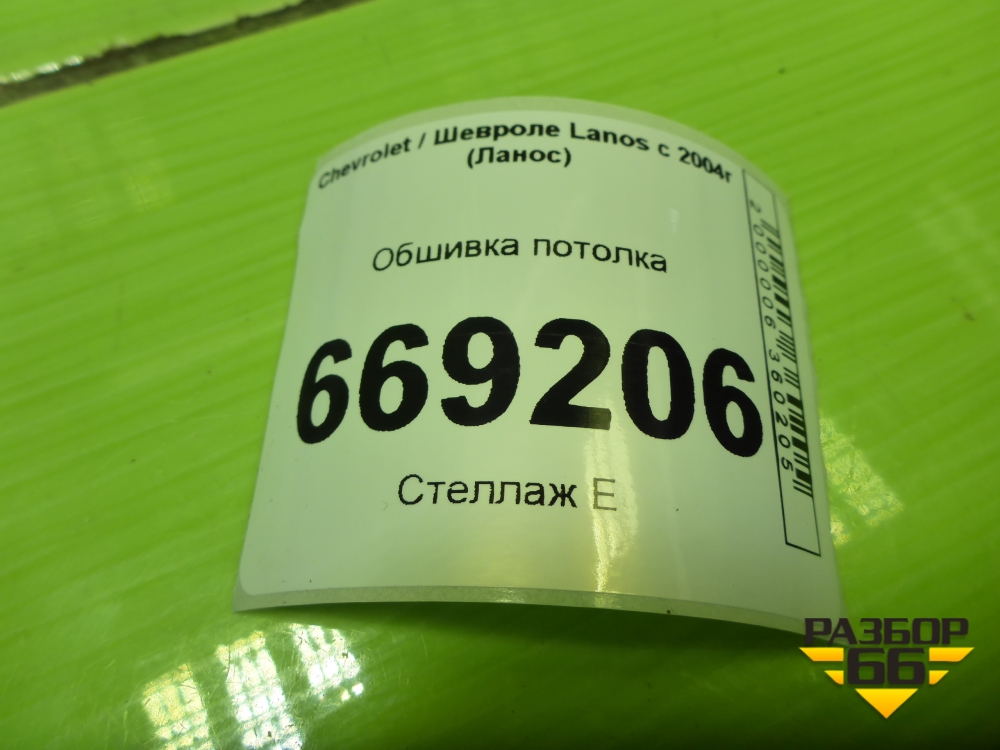 Chevrolet / Шевроле Lanos с 2004г
(Ланос)
Обшивка потолка
669206
Стеллаж Е
2000006360205
РАЗБОР
66